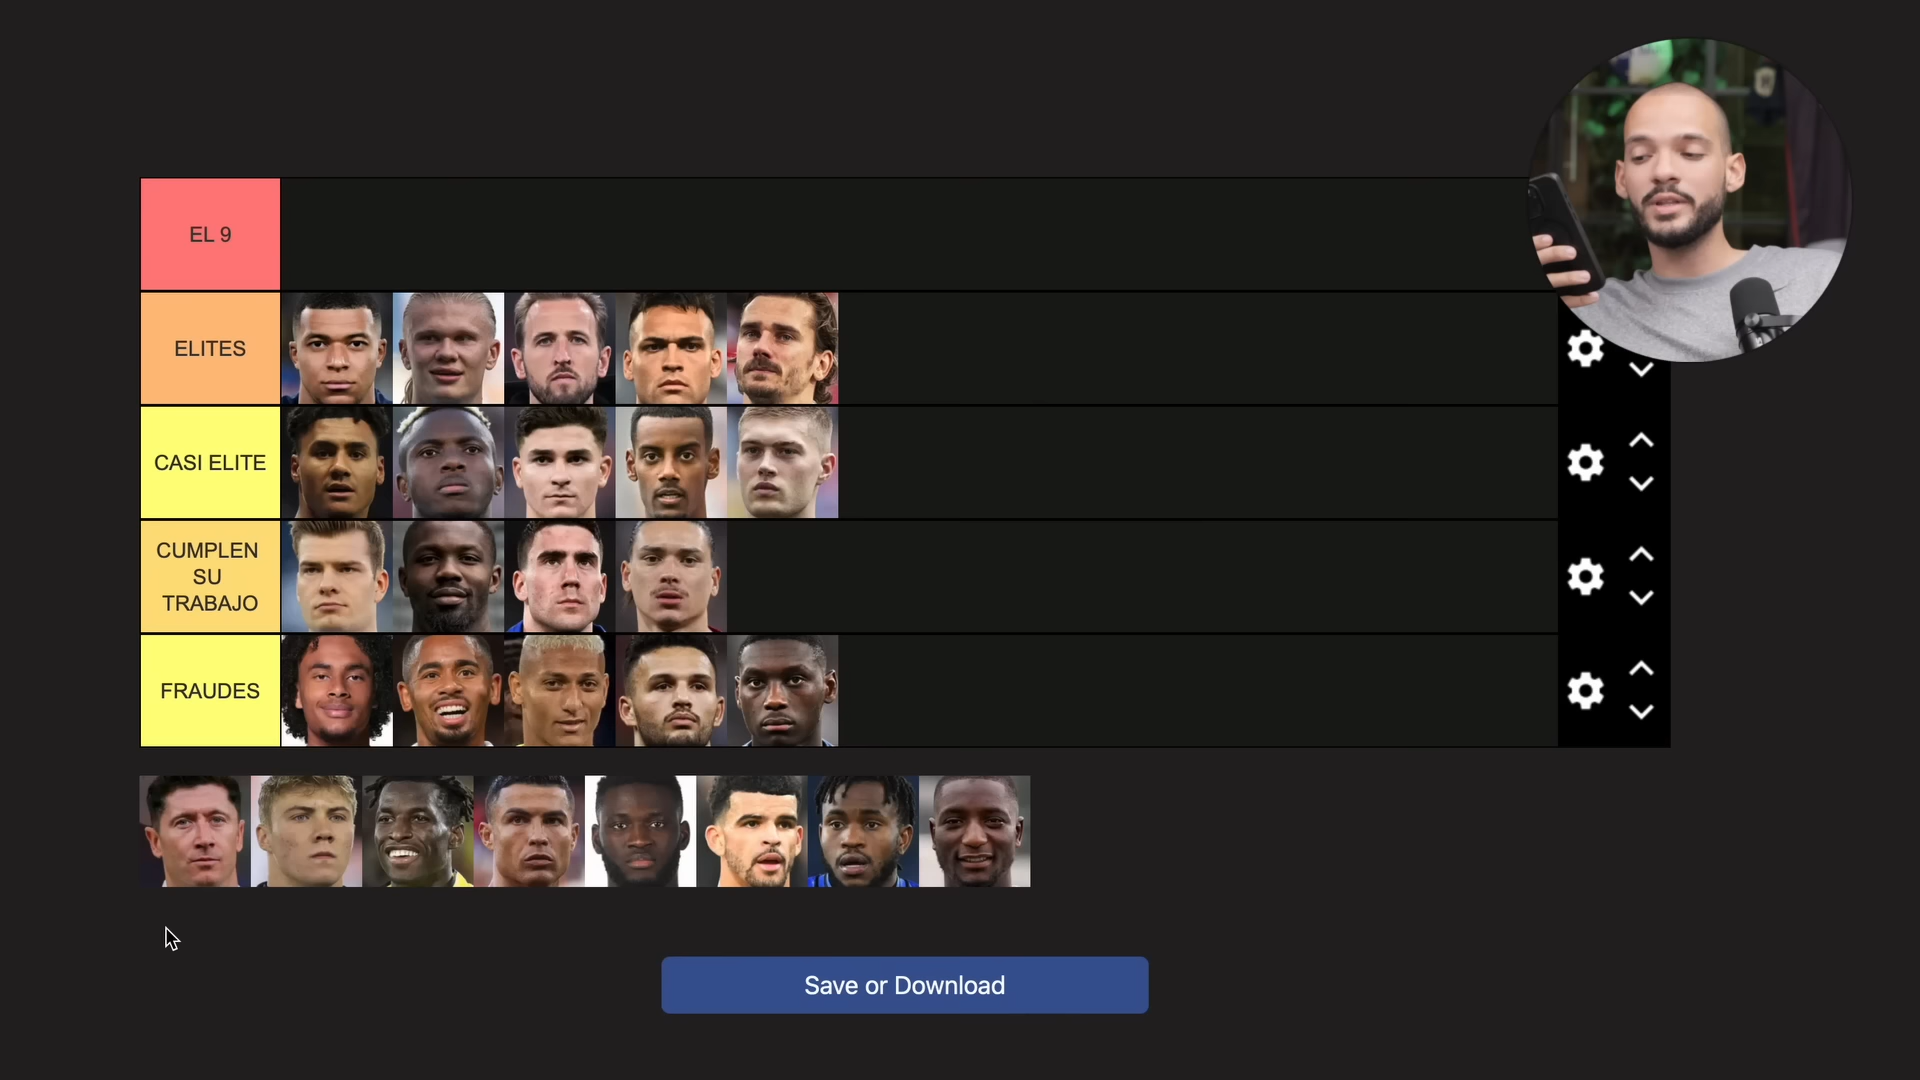 EL 9
ELITES
CASI ELITE
CUMPLEN
SU
TRABAJO
FRAUDES
Save or Download